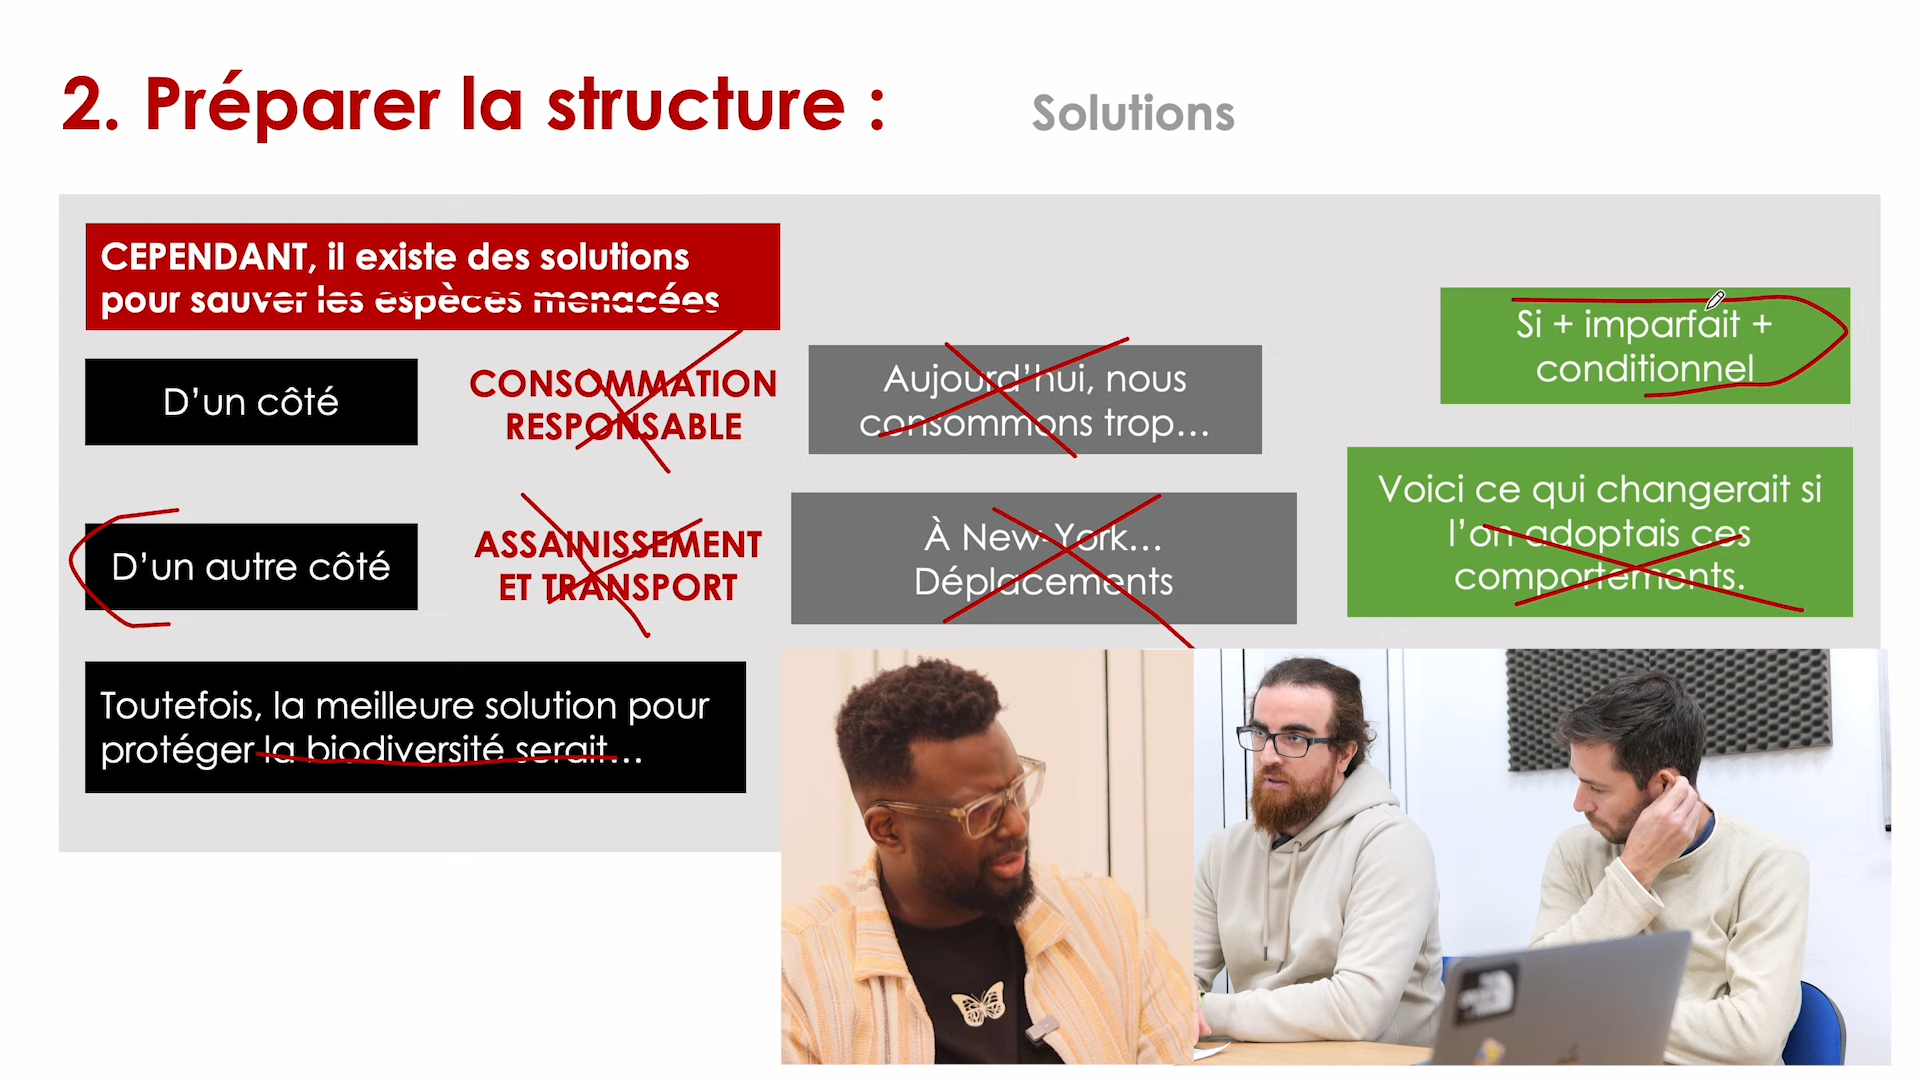 2. Préparer la structure :
Solutions
CEPENDANT, il existe des solutions
pour sauver les espèces menacées
D’un côté
CONSOMMATION
RESPONSABLE
Aujourd’hui, nous
consommons trop...
Si + imparfait +
conditionnel
D’un autre côté
ASSAINISSEMENT
ET TRANSPORT
À New-York...
Déplacements
Voici ce qui changerait si
l’on adoptais ces
comportements.
Toutefois, la meilleure solution pour
protéger la biodiversité serait...